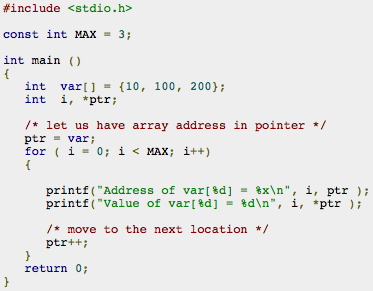 #include <stdio.h>
const int MAX = 3;
int main ()
{
int var[] = {10, 100, 200};
int i, *ptr;
/* let us have array address in pointer */
ptr = var;
for ( i = 0; i < MAX; i++)
{
printf("Address of var[%d] = %x\n", i, ptr );
printf("Value of var[%d] = %d\n", i, *ptr );
/* move to the next location */
ptr++;
}
return 0;
}